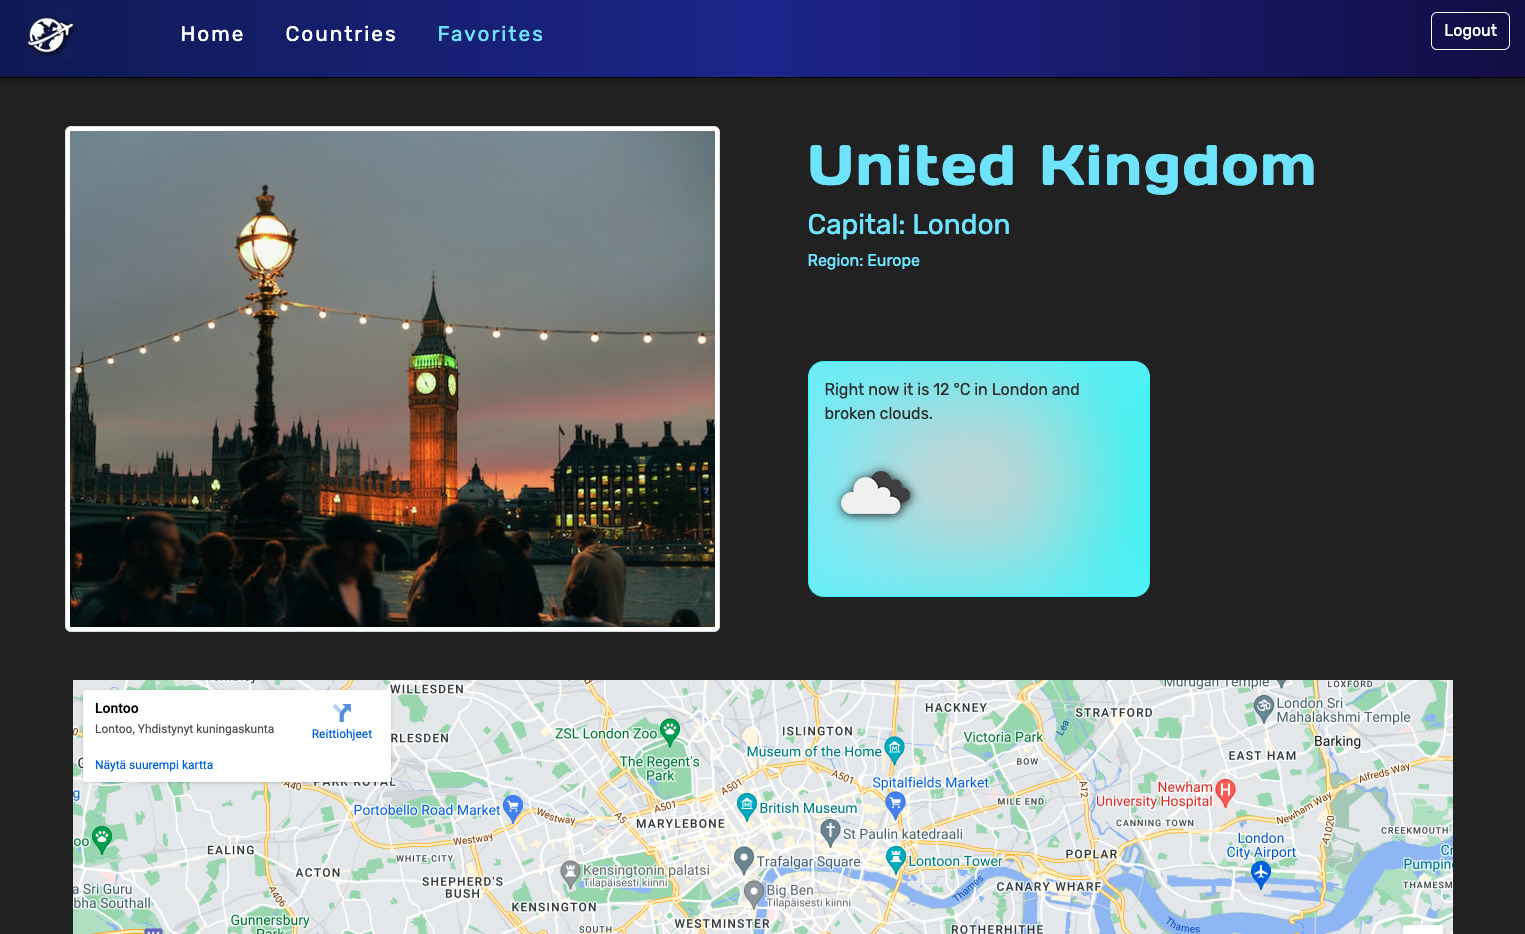 Home
Countries
Favorites
Logout
United Kingdom
Capital: London
Region: Europe
Right now it is 12 °C in London and
broken clouds.
Lontoo
Lontoo, Yhdistynyt kuningaskunta
Reittiohjeet
Näytä suurempi kartta
WILLESDEN
PARK ROYAL
A40
Portobello Road Market
Westway
WHITE CITY
EALING
ACTON
SHEPHERD'S
BUSH
A406
Gunnersbury
KENSINGTON
Kensingtonin palatsi
Tilapäisesti kiinni
ZSL London Zoo
The Regent's
Park
A501
A5
Westway
MARYLEBONE
British Museum
Trafalgar Square
Big Ben
Tilapäisesti kiinni
WESTMINSTER
SOUTH
ISLINGTON
Museum of the Home
A501
Spitalfields Market
St Paulin katedraali
Lontoon Tower
Thames
HACKNEY
Victoria Park
Lea
BOW
MILE END
A12
STRATFORD
POPLAR
CANARY WHARF
ROTHERHITHE
Murugan Temple
LOXFORD
London Sri
Mahalakshmi Temple
Barking
EAST HAM
Alfreds Way
Newham
University Hospital
Newham Way
CANNING TOWN
A1020
CREEKMOUTH
London
City Airport
Thames
THAMESM
a Sri Guru
bha Southall